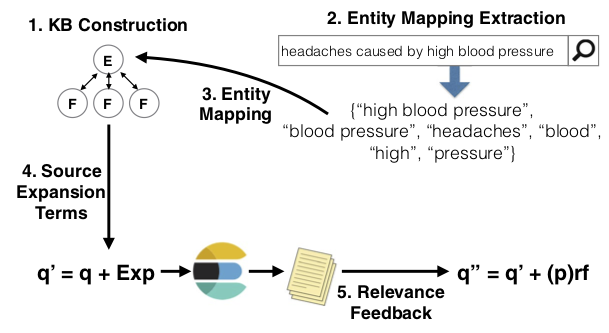 1. KB Construction
E
F F F
2. Entity Mapping Extraction
headaches caused by high blood pressure
{“high blood pressure”,
“blood pressure”, “headaches”, “blood”,
“high”, “pressure”}
3. Entity
Mapping
4. Source
Expansion
Terms
q’ = q + Exp
5. Relevance
Feedback
q” = q’ + (p)rf